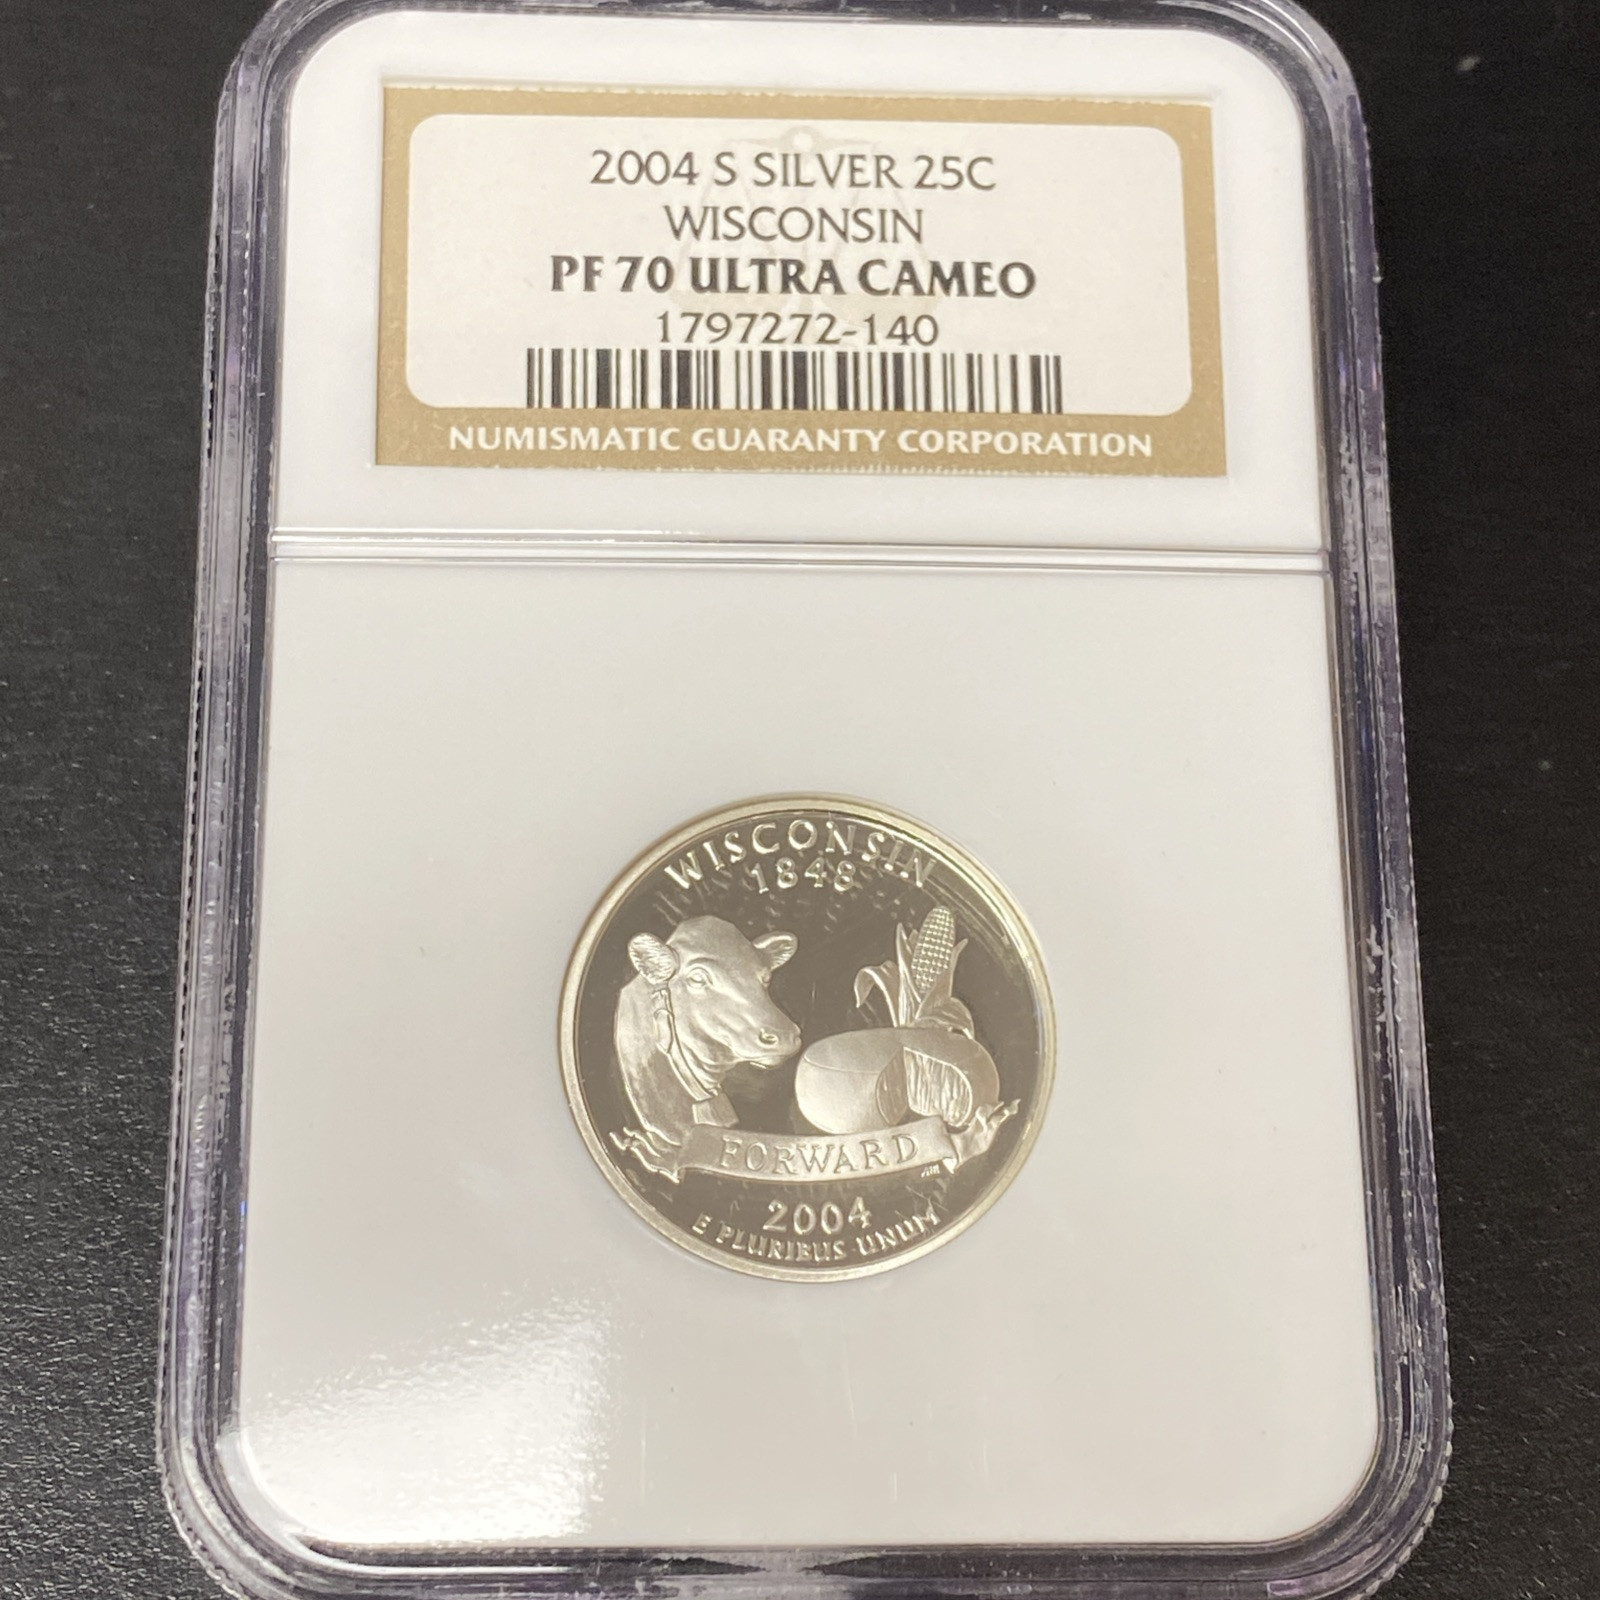 2004 S SILVER 25C
WISCONSIN
PF 70 ULTRA CAMEO
1797272-140
NUMISMATIC GUARANTY CORPORATION
WISCONSIN
1848
FORWARD
2004
E PLURIBUS UNUM